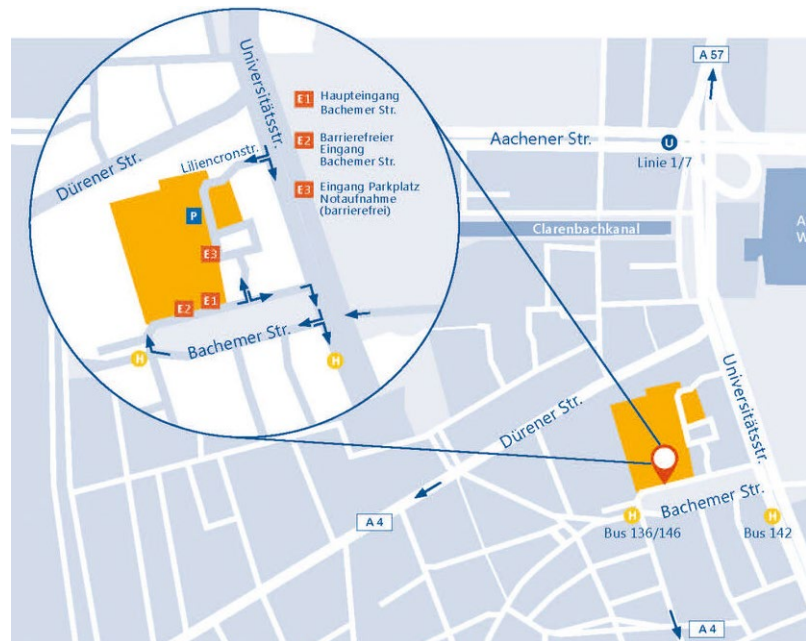 Universitätsstr.
E1 Haupteingang
Bachemer Str.
E2 Barrierefreier
Eingang
Bachemer Str.
E3 Eingang Parkplatz
Notaufnahme
(barrierefrei)
Dürener Str.
Liliencronstr.
P
E3
E1
E2
Bachemer Str.
H
H
A 57
Aachener Str.
U
Linie 1/7
Clarenbachkanal
A
W
Universitätsstr.
Dürener Str.
Bachemer Str.
A 4
H
Bus 136/146
H
Bus 142
A 4